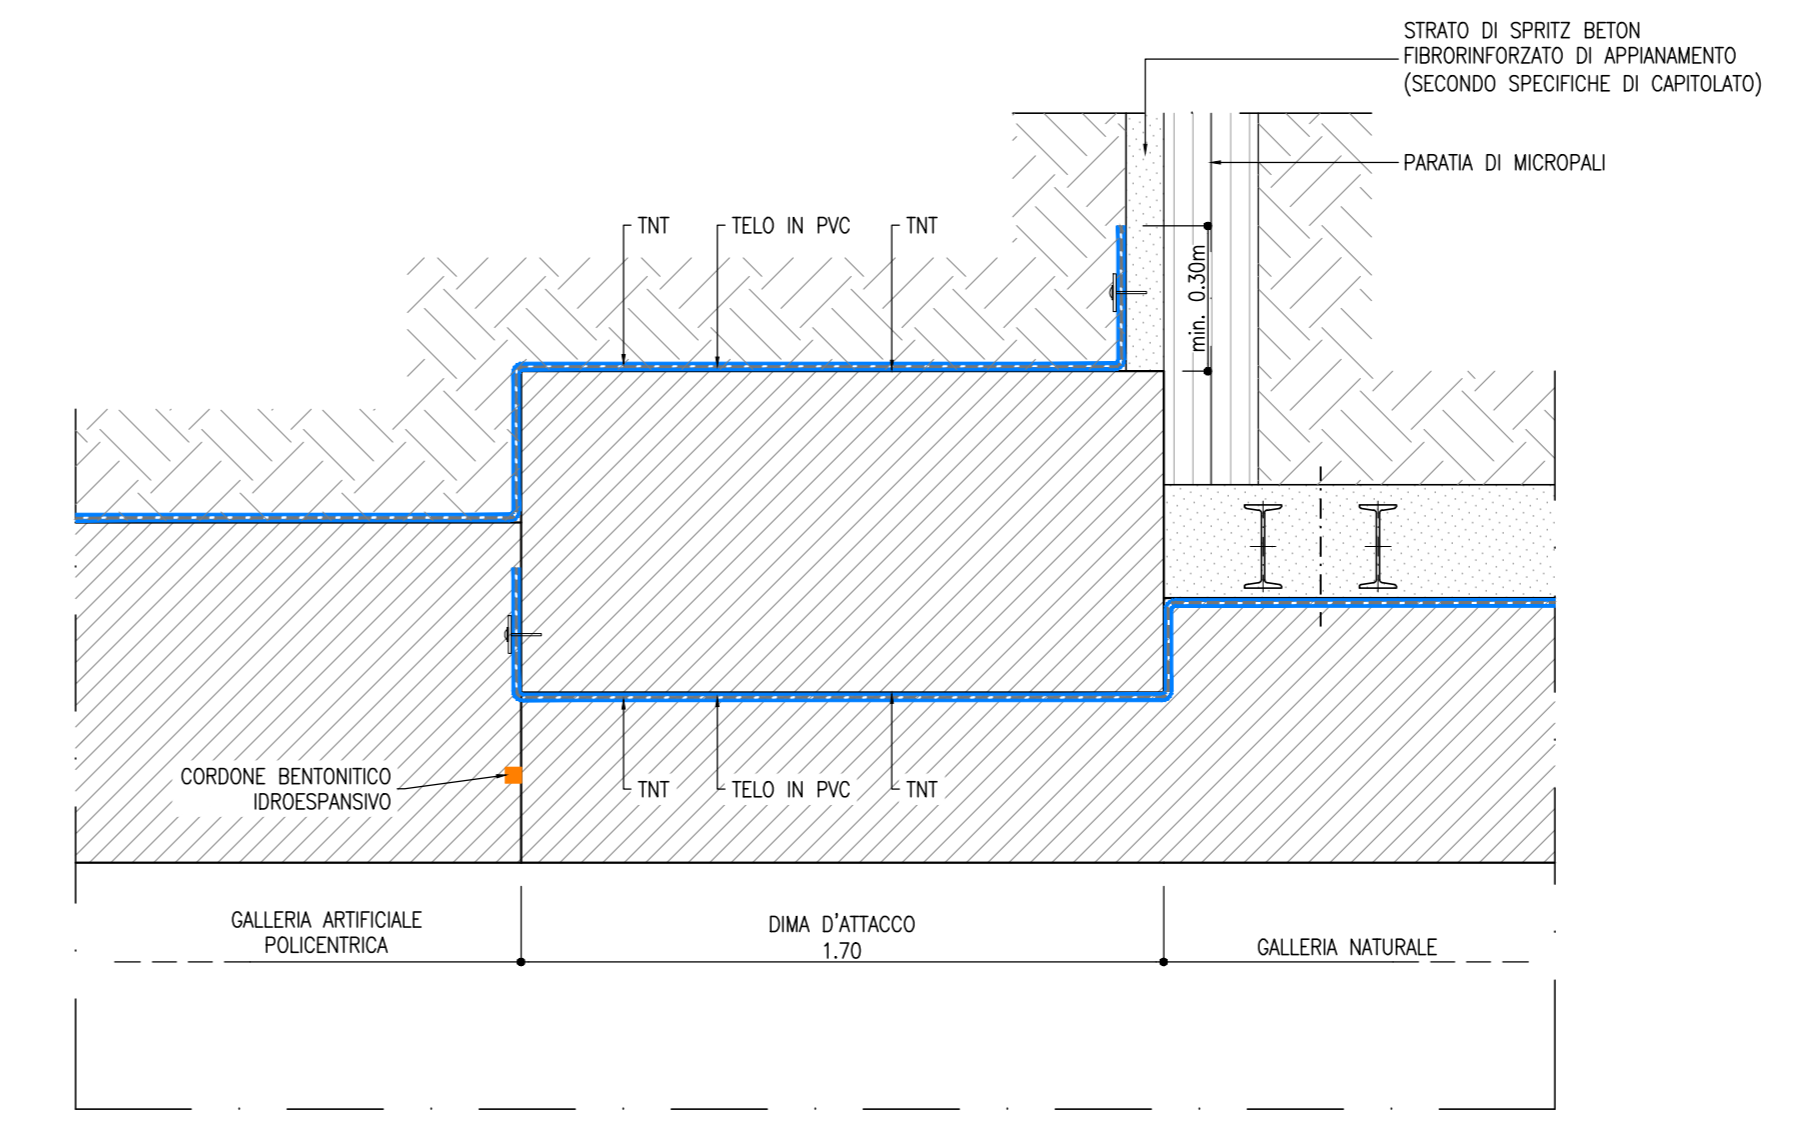 STRATO DI SPRITZ BETON
FIBRORINFORZATO DI APPIANAMENTO
(SECONDO SPECIFICHE DI CAPITOLATO)
PARATIA DI MICROPALI
TNT
TELO IN PVC
TNT
min. 0.30m
CORDONE BENTONITICO
IDROESPANSIVO
TNT
TELO IN PVC
TNT
GALLERIA ARTIFICIALE
POLICENTRICA
DIMA D'ATTACCO
1.70
GALLERIA NATURALE